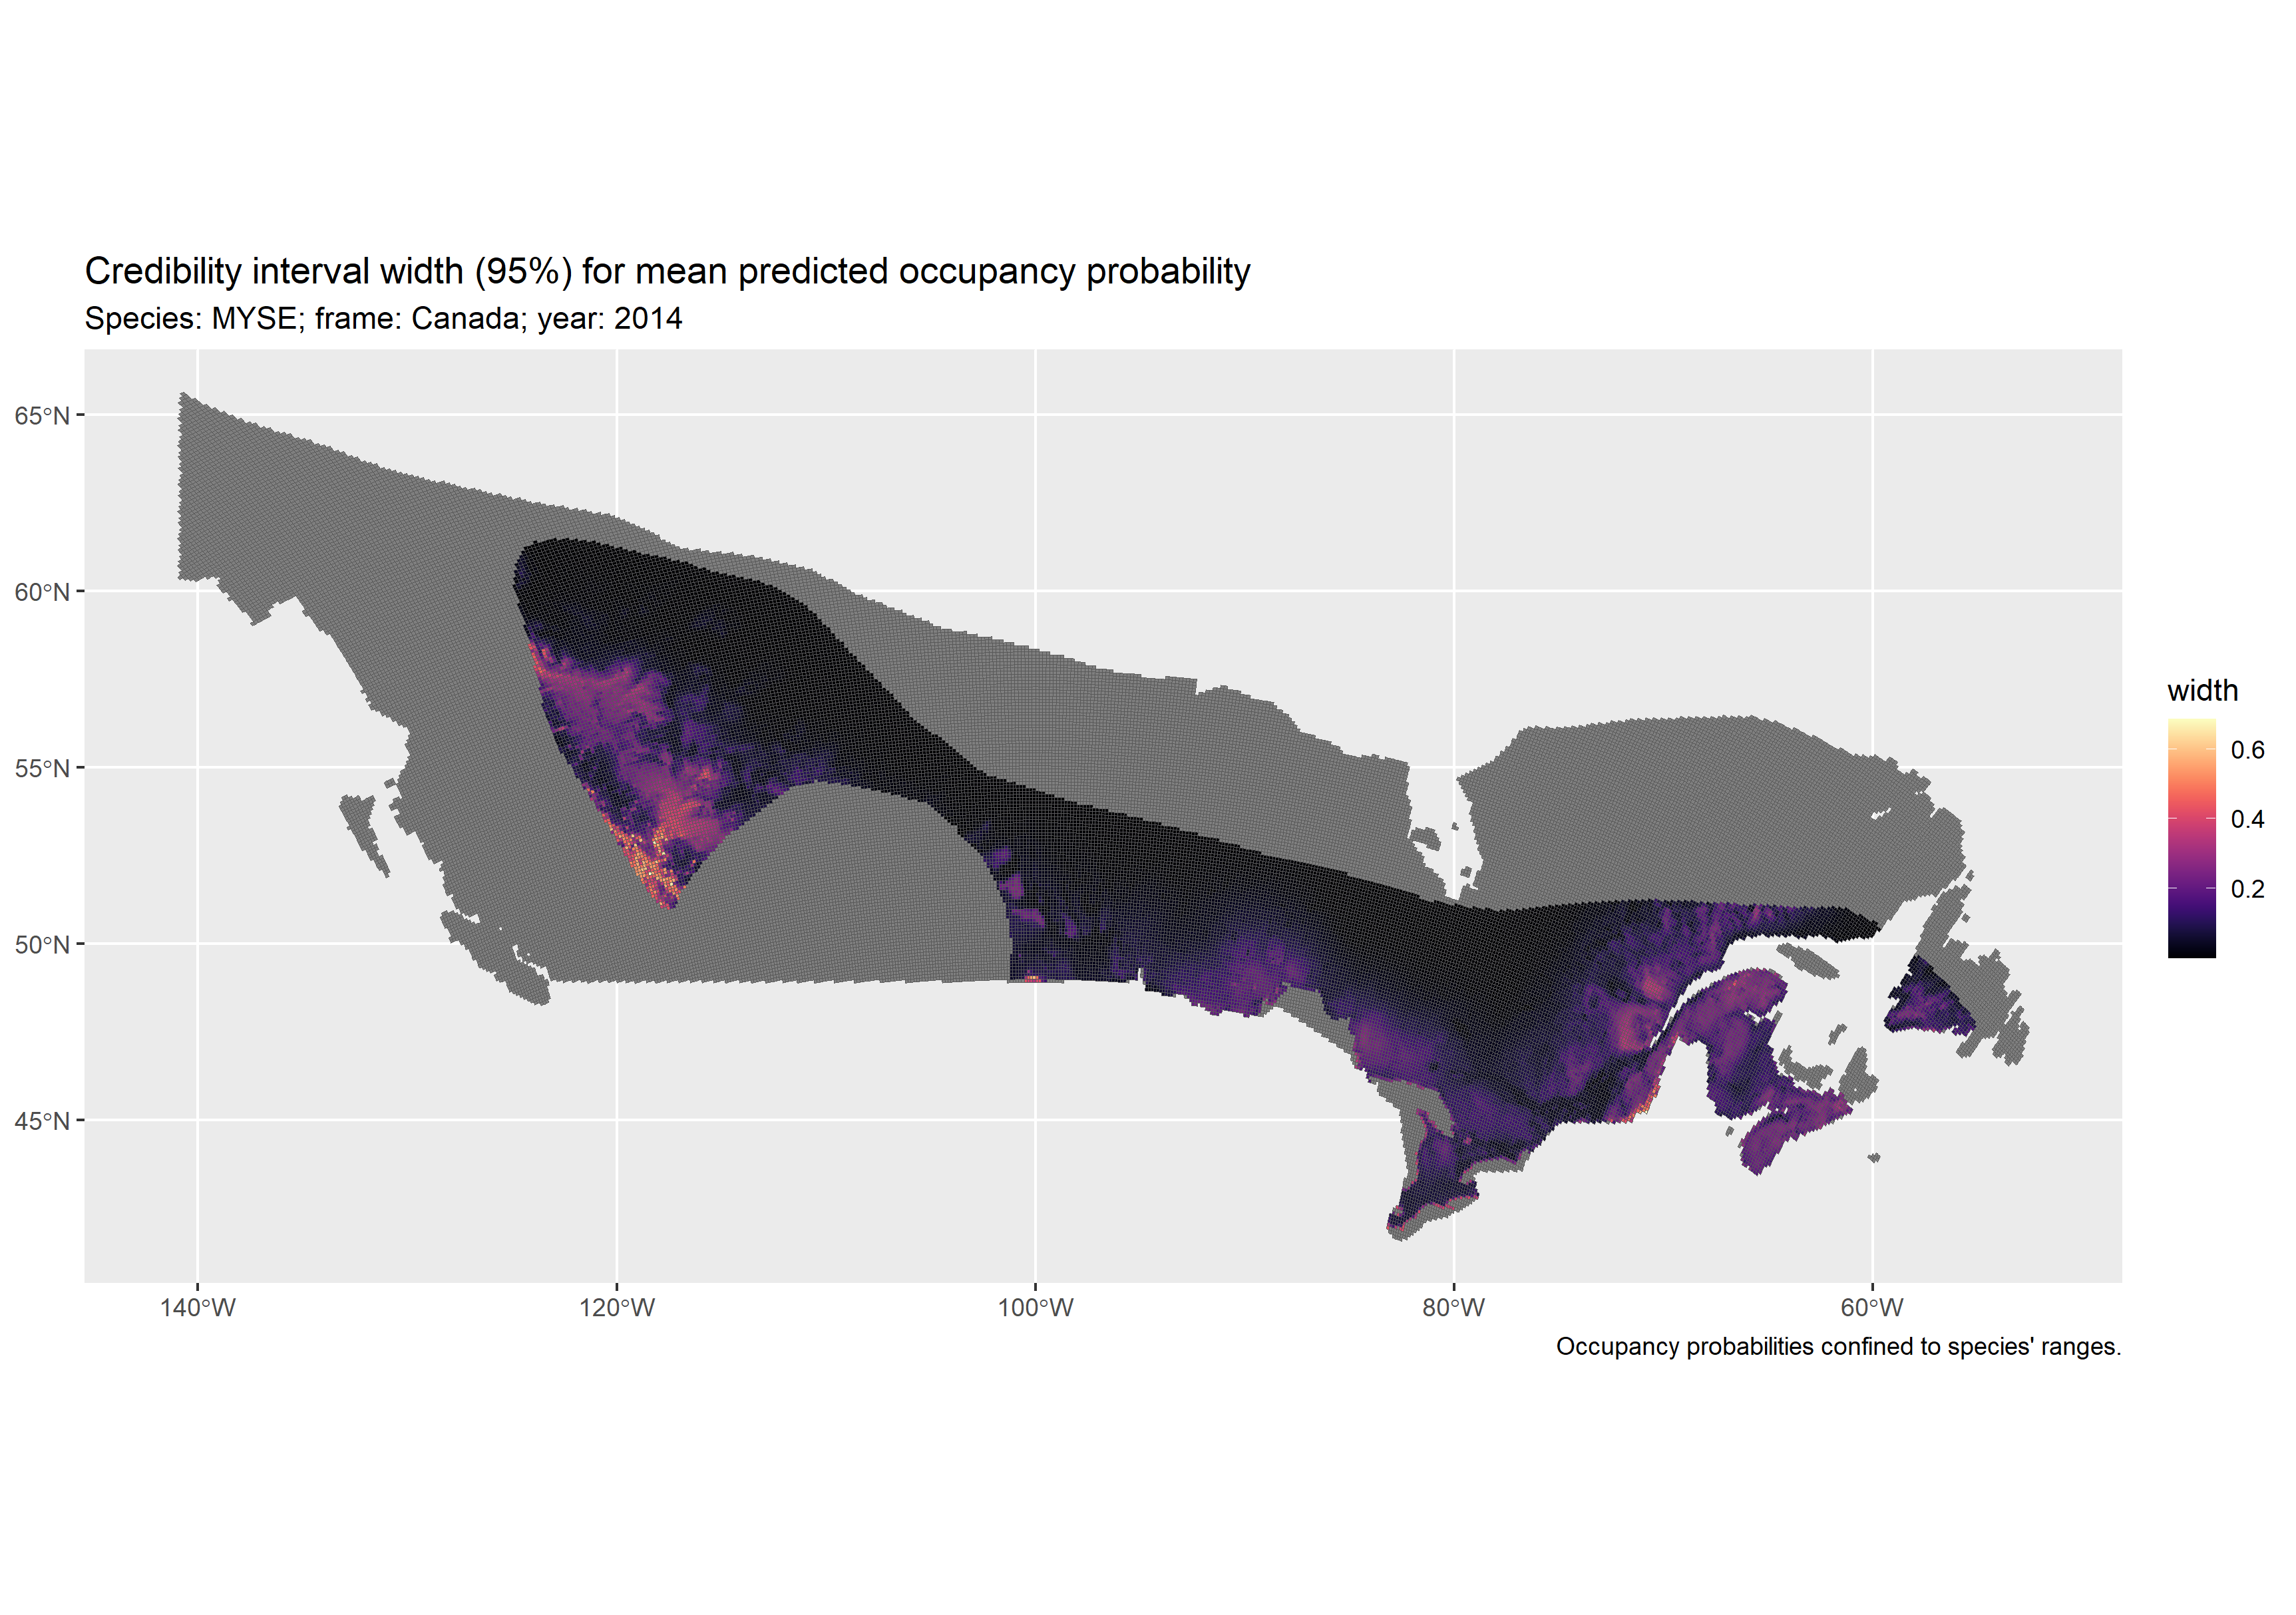 Credibility interval width (95%) for mean predicted occupancy probability
Species: MYSE; frame: Canada; year: 2014
65°N
60°N
55°N
50°N
45°N
140°W
120°W
100°W
80°W
60°W
width
0.6
0.4
0.2
Occupancy probabilities confined to species' ranges.